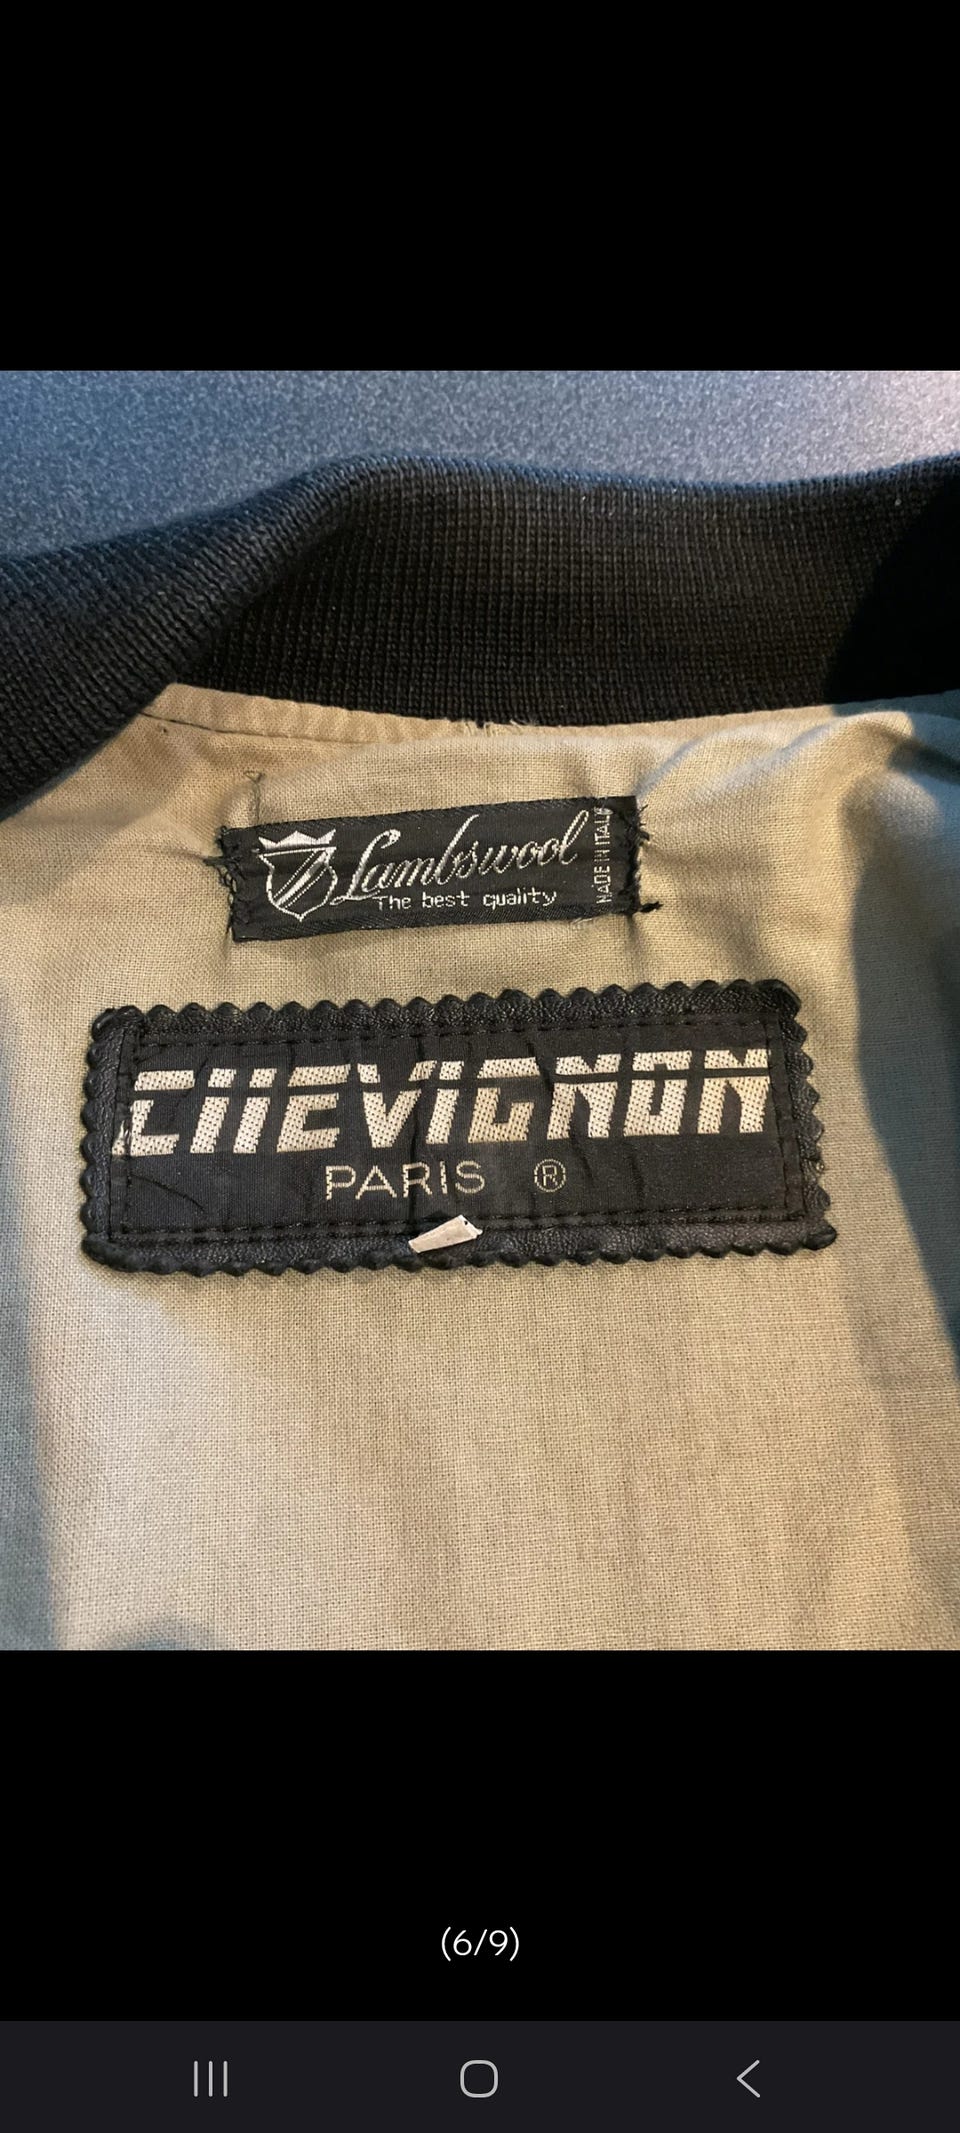 Lambswool
The best quality
MADE IN ITALY
CHEVIGNON
PARIS ®
(6/9)